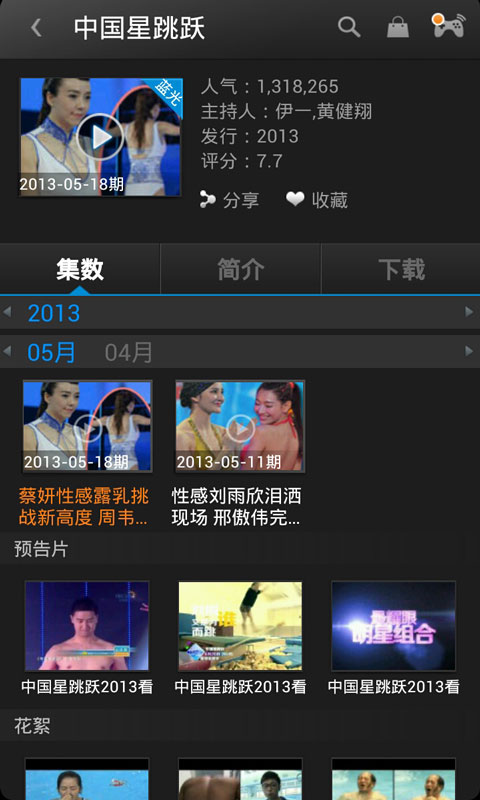 中国星跳跃
人气：1,318,265
主持人：伊一,黄健翔
发行：2013
评分：7.7
蓝光
2013-05-18期
分享
收藏
集数
简介
下载
2013
05月
04月
2013-05-18期
2013-05-11期
蔡妍性感露乳挑
战新高度 周韦...
性感刘雨欣泪洒
现场 邢傲伟完...
预告片
星耀眼
明星组合
中国星跳跃2013看
中国星跳跃2013看
中国星跳跃2013看
花絮